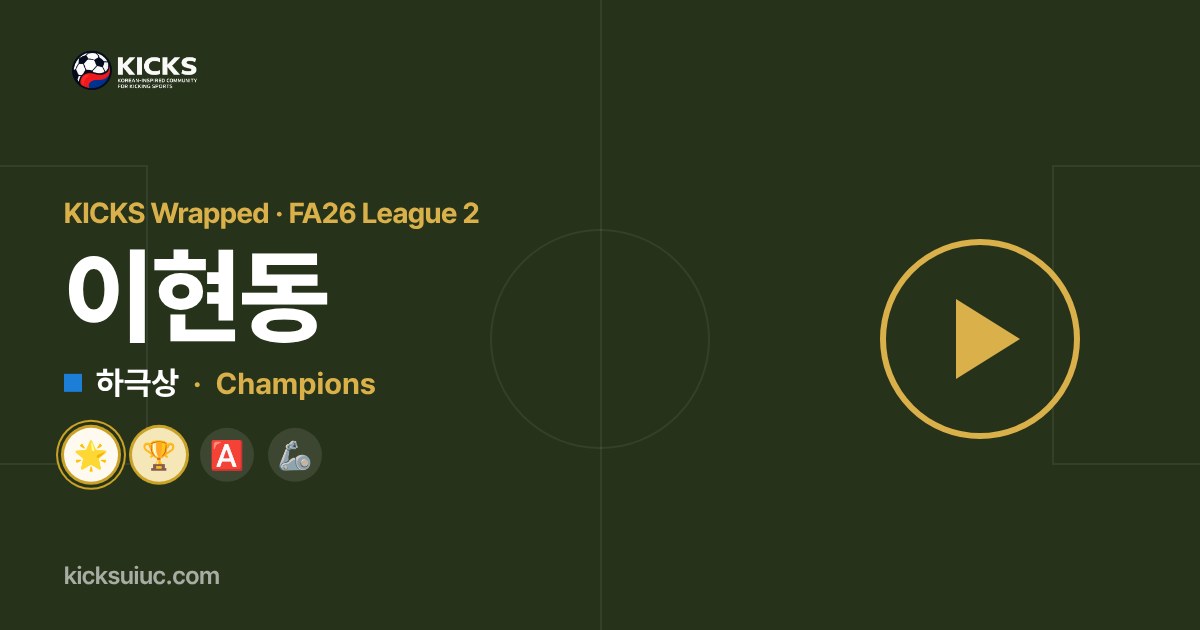 KICKS
KOREAN-INSPIRED COMMUNITY
FOR KICKING SPORTS
KICKS Wrapped · FA26 League 2
이현동
하극상 · Champions
🅰
kicksuiuc.com